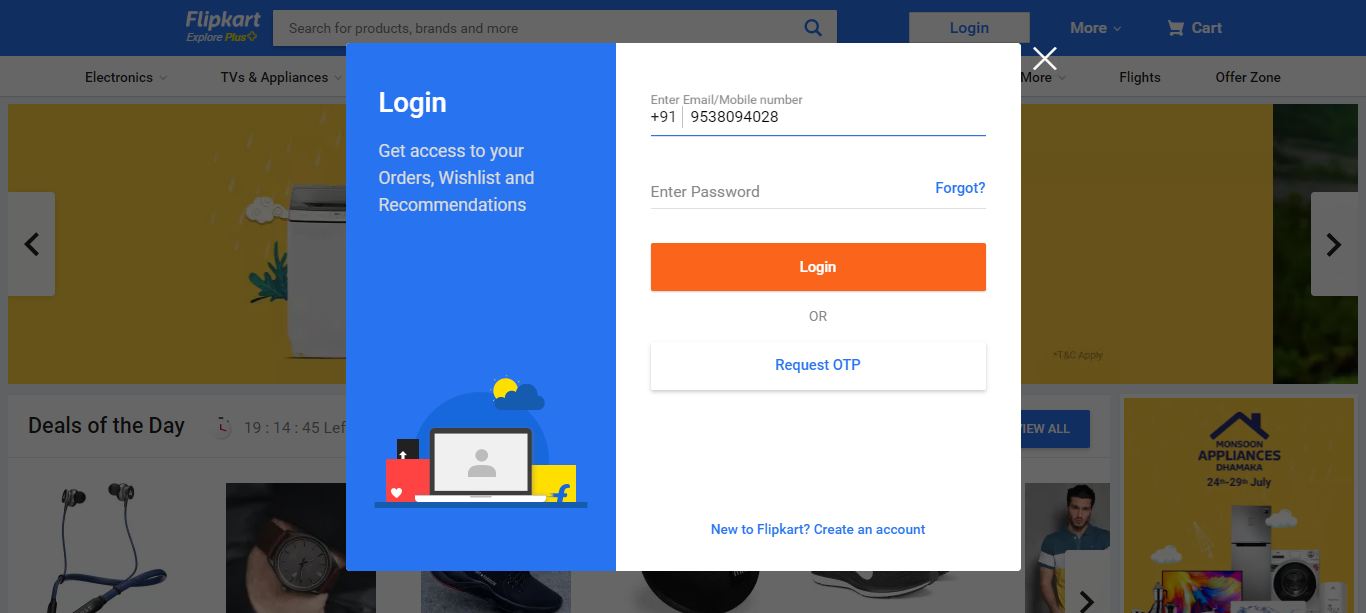 Flipkart
Explore Plus
Search for products, brands and more
Login
More
Cart
Electronics
TVs & Appliances
More
Flights
Offer Zone
Login
Get access to your
Orders, Wishlist and
Recommendations
Enter Email/Mobile number
+91 9538094028
Enter Password
Forgot?
Login
OR
Request OTP
New to Flipkart? Create an account
*T&C Apply
Deals of the Day
19 : 14 : 45 Lef
VIEW ALL
MONSOON
APPLIANCES
DHAMAKA
24th-29th July